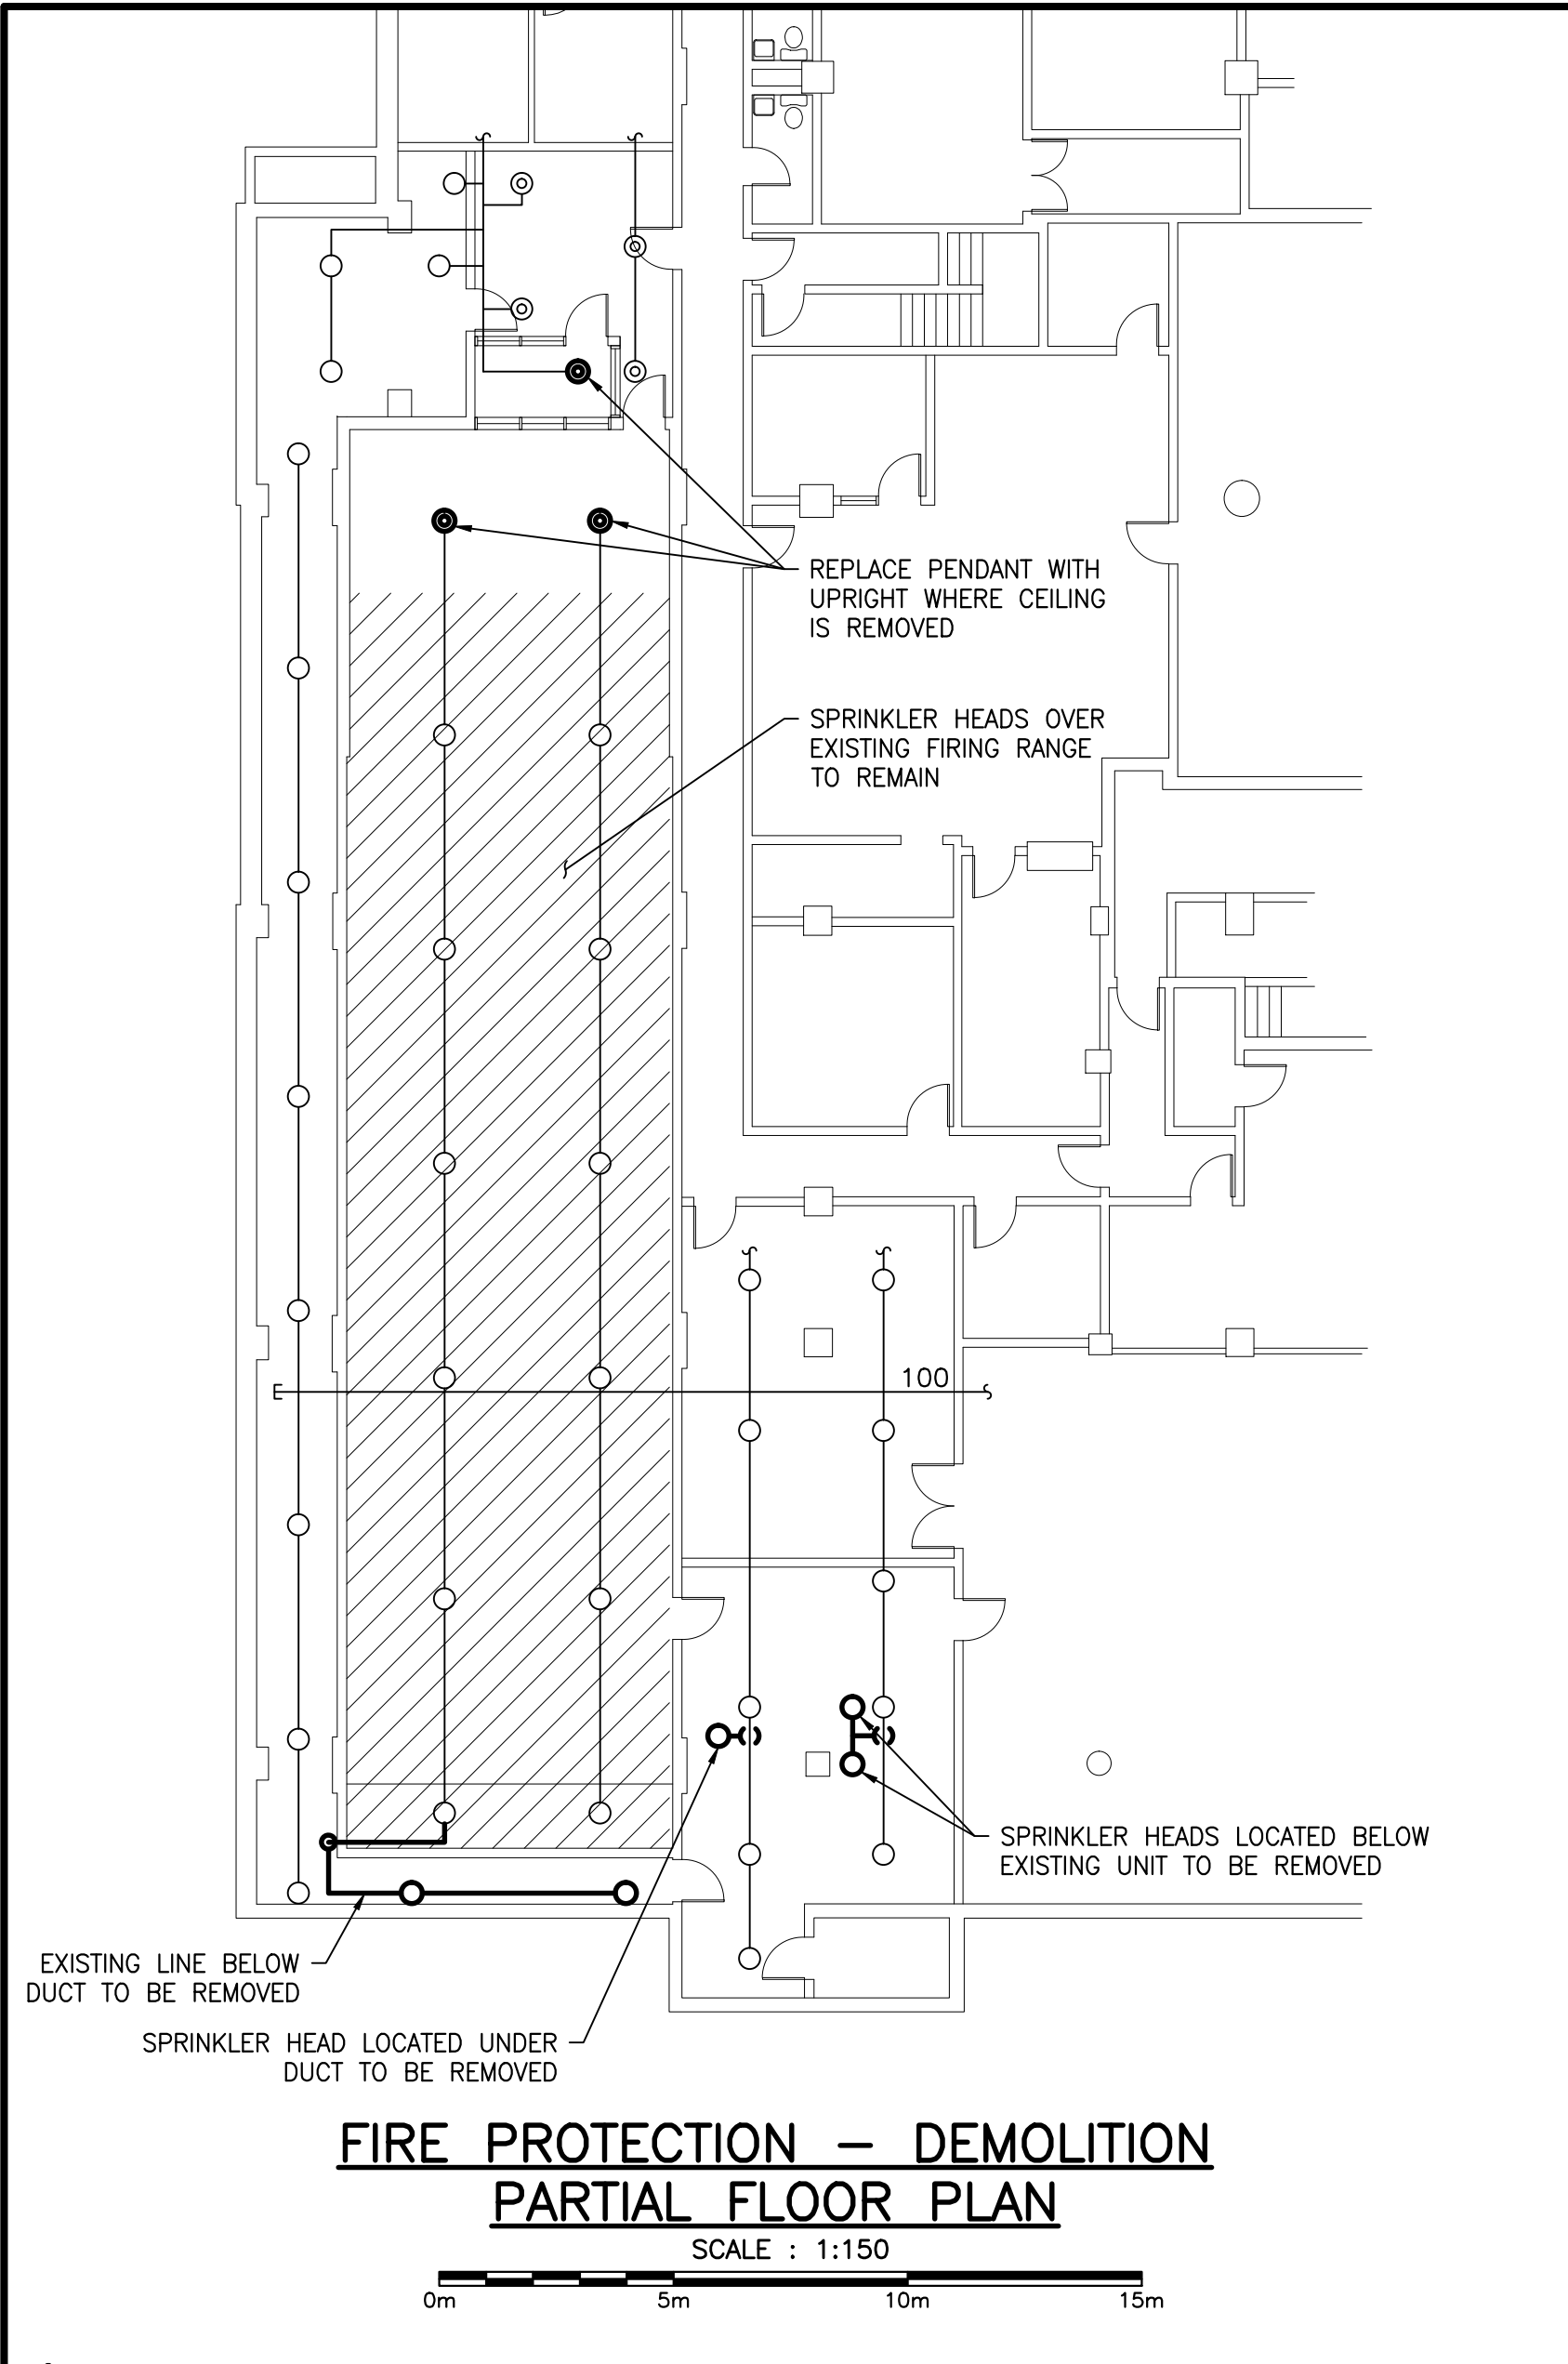 REPLACE PENDANT WITH
UPRIGHT WHERE CEILING
IS REMOVED
SPRINKLER HEADS OVER
EXISTING FIRING RANGE
TO REMAIN
E
100
SPRINKLER HEADS LOCATED BELOW
EXISTING UNIT TO BE REMOVED
EXISTING LINE BELOW
DUCT TO BE REMOVED
SPRINKLER HEAD LOCATED UNDER
DUCT TO BE REMOVED
FIRE PROTECTION – DEMOLITION
PARTIAL FLOOR PLAN
SCALE : 1:150
0m 5m 10m 15m